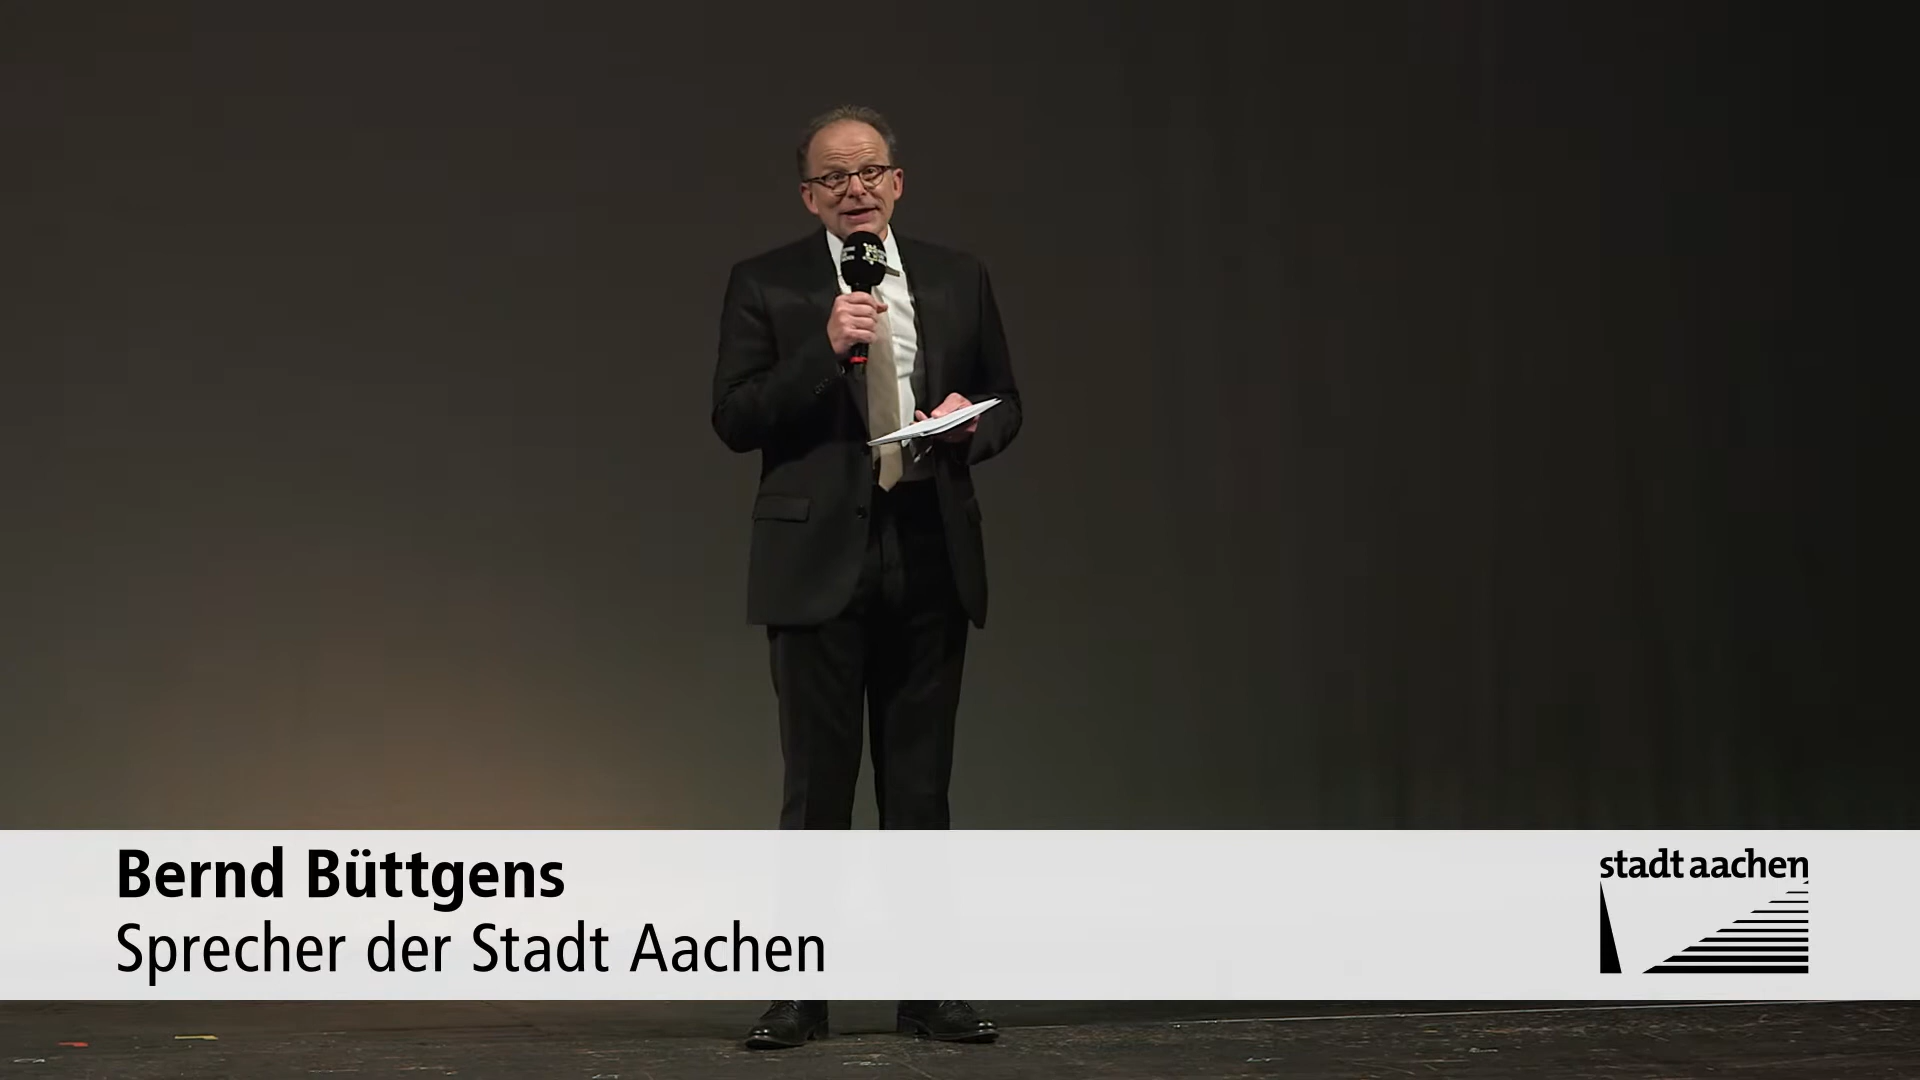 Bernd Büttgens
Sprecher der Stadt Aachen
stadt aachen